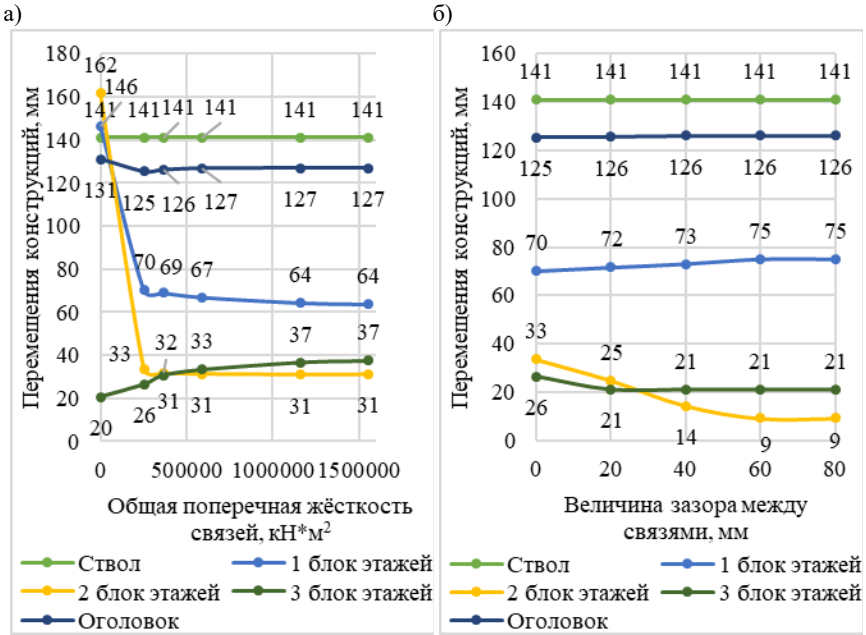 а)
180
160
140
120
100
80
60
40
20
0
Перемещения конструкций, мм
162
146
141 141 141 141 141 141
131 125 126 127 127 127
70 69 67 64 64
33 32 33 37 37
20 26 31 31 31 31
0 500000 1000000 1500000
Общая поперечная жёсткость
связей, кН*м²
Ствол 1 блок этажей
2 блок этажей 3 блок этажей
Оголовок
б)
160
140
120
100
80
60
40
20
0
Перемещения конструкций, мм
141 141 141 141 141
125 126 126 126 126
70 72 73 75 75
33 25 21 21 21
26 21 14 9 9
0 20 40 60 80
Величина зазора между
связями, мм
Ствол 1 блок этажей
2 блок этажей 3 блок этажей
Оголовок